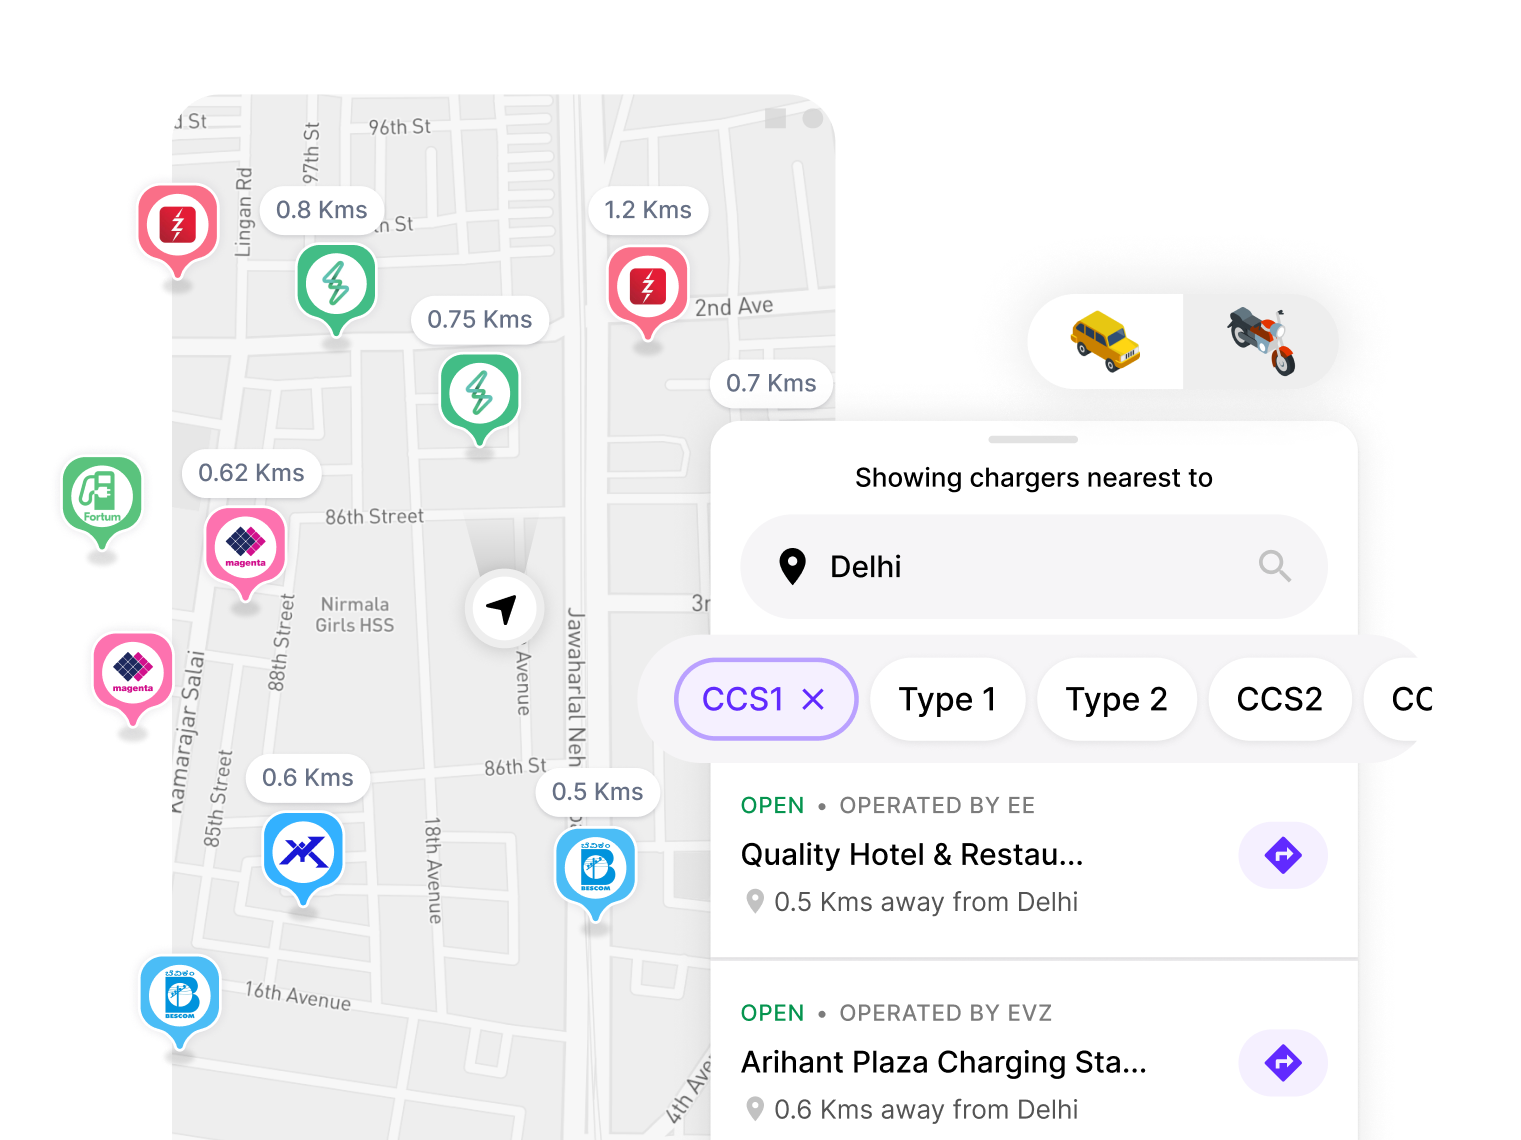 d St
96th St
97th St
Lingan Rd
0.8 Kms
th St
1.2 Kms
0.75 Kms
2nd Ave
0.7 Kms
0.62 Kms
Fortum
86th Street
magenta
Nirmala
Girls HSS
88th Street
magenta
Kamarajar Salai
Avenue
Jawaharlal Neh
3r
85th Street
0.6 Kms
86th St
0.5 Kms
18th Avenue
ಬೆವಿಕಂ
BESCOM
ಬೆವಿಕಂ
BESCOM
16th Avenue
4th Aven
Showing chargers nearest to
Delhi
CCS1
Type 1
Type 2
CCS2
CC
OPEN • OPERATED BY EE
Quality Hotel & Restau...
0.5 Kms away from Delhi
OPEN • OPERATED BY EVZ
Arihant Plaza Charging Sta...
0.6 Kms away from Delhi